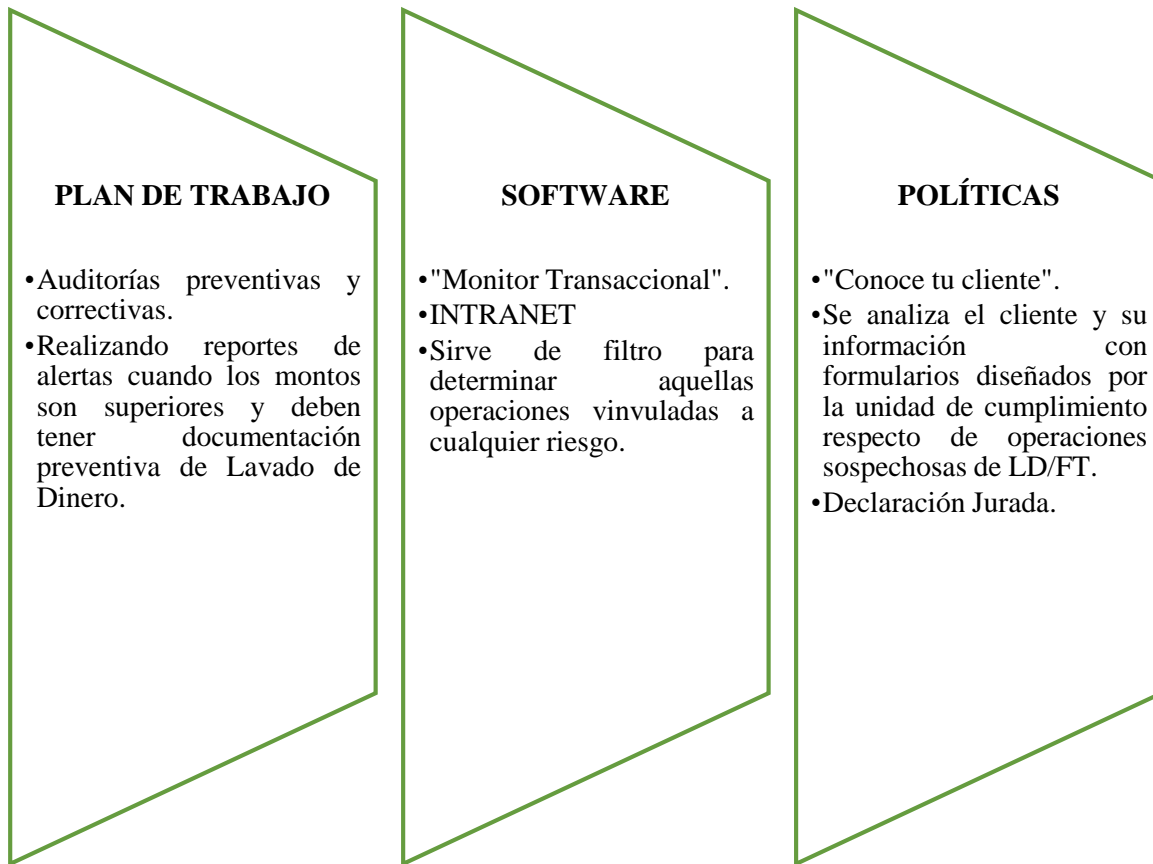 PLAN DE TRABAJO
•Auditorías preventivas y
correctivas.
•Realizando reportes de
alertas cuando los montos
son superiores y deben
tener documentación
preventiva de Lavado de
Dinero.
SOFTWARE
•"Monitor Transaccional".
•INTRANET
•Sirve de filtro para
determinar aquellas
operaciones vinvuladas a
cualquier riesgo.
POLÍTICAS
•"Conoce tu cliente".
•Se analiza el cliente y su
información con
formularios diseñados por
la unidad de cumplimiento
respecto de operaciones
sospechosas de LD/FT.
•Declaración Jurada.